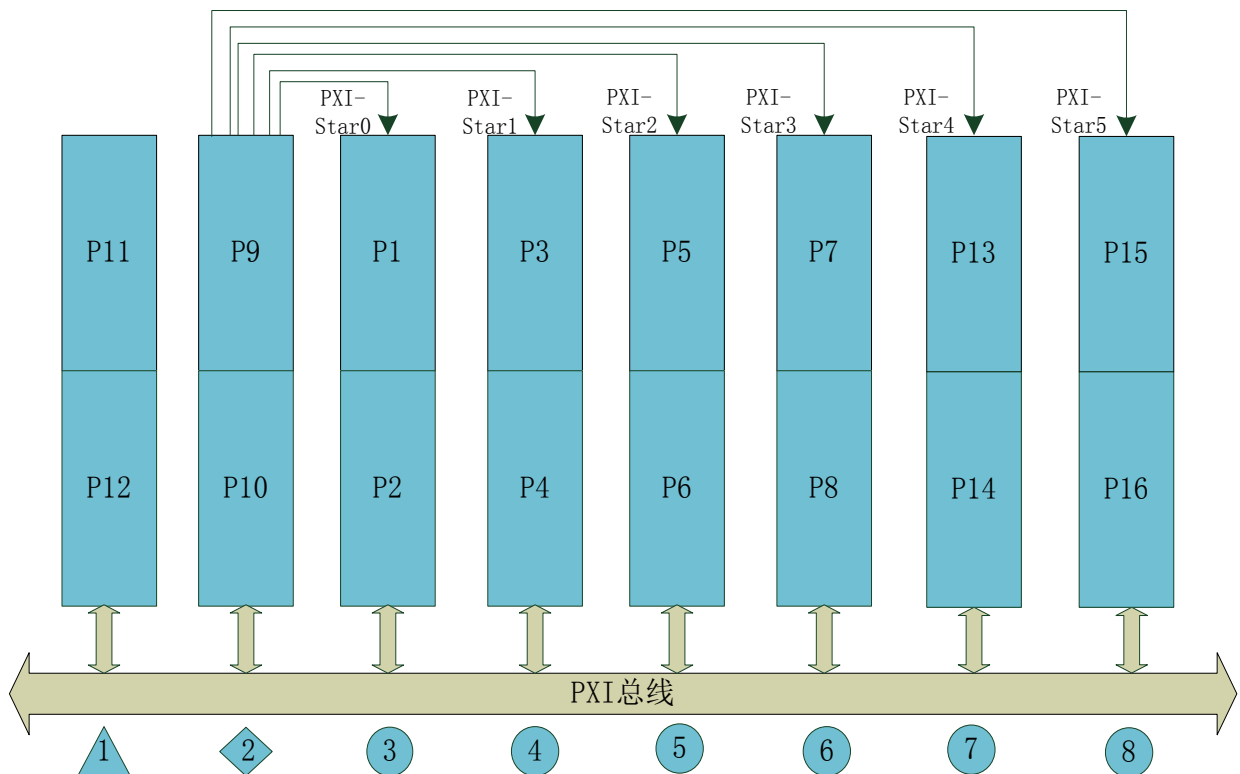 PXI-
Star0
PXI-
Star1
PXI-
Star2
PXI-
Star3
PXI-
Star4
PXI-
Star5
P11
P9
P1
P3
P5
P7
P13
P15
P12
P10
P2
P4
P6
P8
P14
P16
PXI总线
1
2
3
4
5
6
7
8